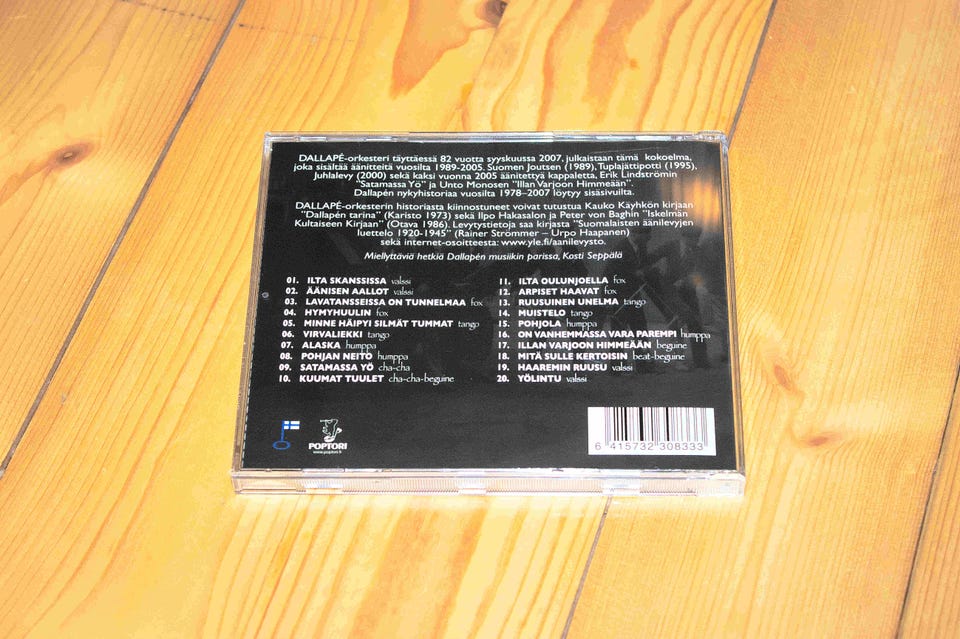 DALLAPÉ-orkesteri täyttäessä 82 vuotta syyskuussa 2007, julkaistaan tämä kokoelma,
joka sisältää äänitteitä vuosilta 1989-2005. Suomen Joutsen (1989), Tuplajättipotti (1995),
Juhlalevy (2000) sekä kaksi vuonna 2005 äänitettyä kappaletta, Erik Lindströmin
"Satamassa Yö" ja Unto Monosen "Illan Varjoon Himmeään".
Dallapén nykyhistoriaa vuosilta 1978–2007 löytyy sisäsivuilta.
DALLAPÉ-orkesterin historiasta kiinnostuneet voivat tutustua Kauko Käyhkön kirjaan
"Dallapén tarina" (Karisto 1973) sekä Ilpo Hakasalon ja Peter von Baghin "Iskelmän
Kultaiseen Kirjaan" (Otava 1986). Levytystietoja saa kirjasta "Suomalaisten äänilevyjen
luettelo 1920-1945" (Rainer Strömmer – Urpo Haapanen)
sekä internet-osoitteesta: www.yle.fi/aanilevysto.
Miellyttäviä hetkiä Dallapén musiikin parissa, Kosti Seppälä
01. ILTA SKANSSISSA valssi
02. ÄÄNISEN AALLOT valssi
03. LAVATANSSEISSA ON TUNNELMAA fox
04. HYMYHUULIN fox
05. MINNE HÄIPYI SILMÄT TUMMAT tango
06. VIRVALIEKKI tango
07. ALASKA humppa
08. POHJAN NEITO humppa
09. SATAMASSA YÖ cha-cha
10. KUUMAT TUULET cha-cha-beguine
11. ILTA OULUNJOELLA fox
12. ARPISET HAAVAT fox
13. RUUSUINEN UNELMA tango
14. MUISTELO tango
15. POHJOLA humppa
16. ON VANHEMMASSA VARA PAREMPI humppa
17. ILLAN VARJOON HIMMEÄÄN beguine
18. MITÄ SULLE KERTOISIN beat-beguine
19. HAAREMIN RUUSU valssi
20. YÖLINTU valssi
POPTORI
www.poptori.fi
6 415732 308333